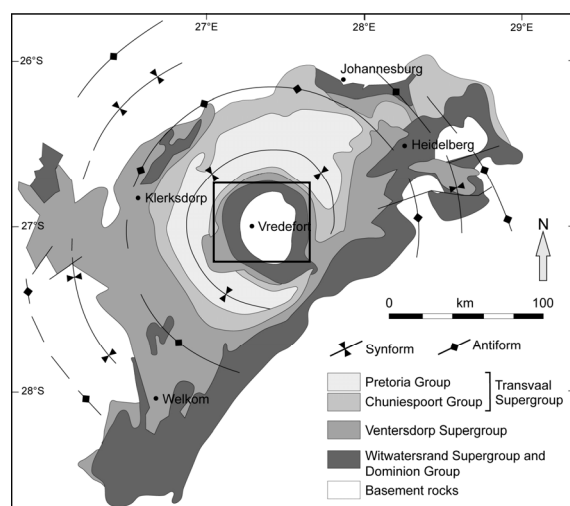 27°E
28°E
29°E
26°S
Johannesburg
Heidelberg
Klerksdorp
27°S
Vredefort
N
0
km
100
Synform
Antiform
28°S
Welkom
Pretoria Group
Transvaal
Chuniespoort Group
Supergroup
Ventersdorp Supergroup
Witwatersrand Supergroup and
Dominion Group
Basement rocks